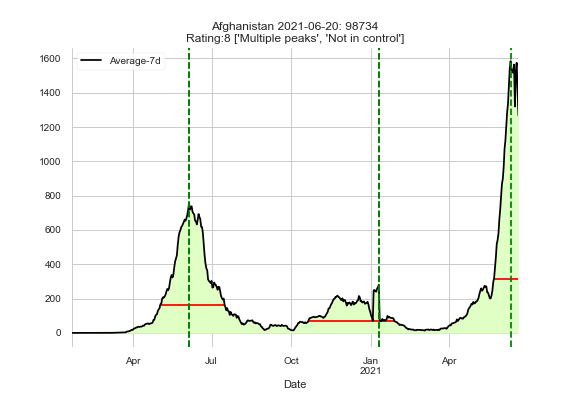 Afghanistan 2021-06-20: 98734
Rating:8 ['Multiple peaks', 'Not in control']
Average-7d
1600
1400
1200
1000
800
600
400
200
0
Apr Jul Oct Jan Apr
2021
Date